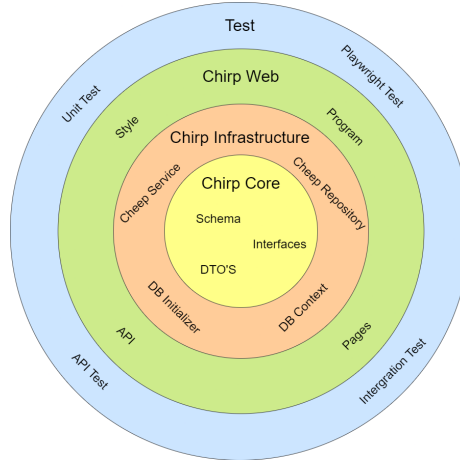 Test
Unit Test
Playwright Test
API Test
Intergration Test
Chirp Web
Style
Program
API
Pages
Chirp Infrastructure
Cheep Service
Cheep Repository
DB Initializer
DB Context
Chirp Core
Schema
Interfaces
DTO'S